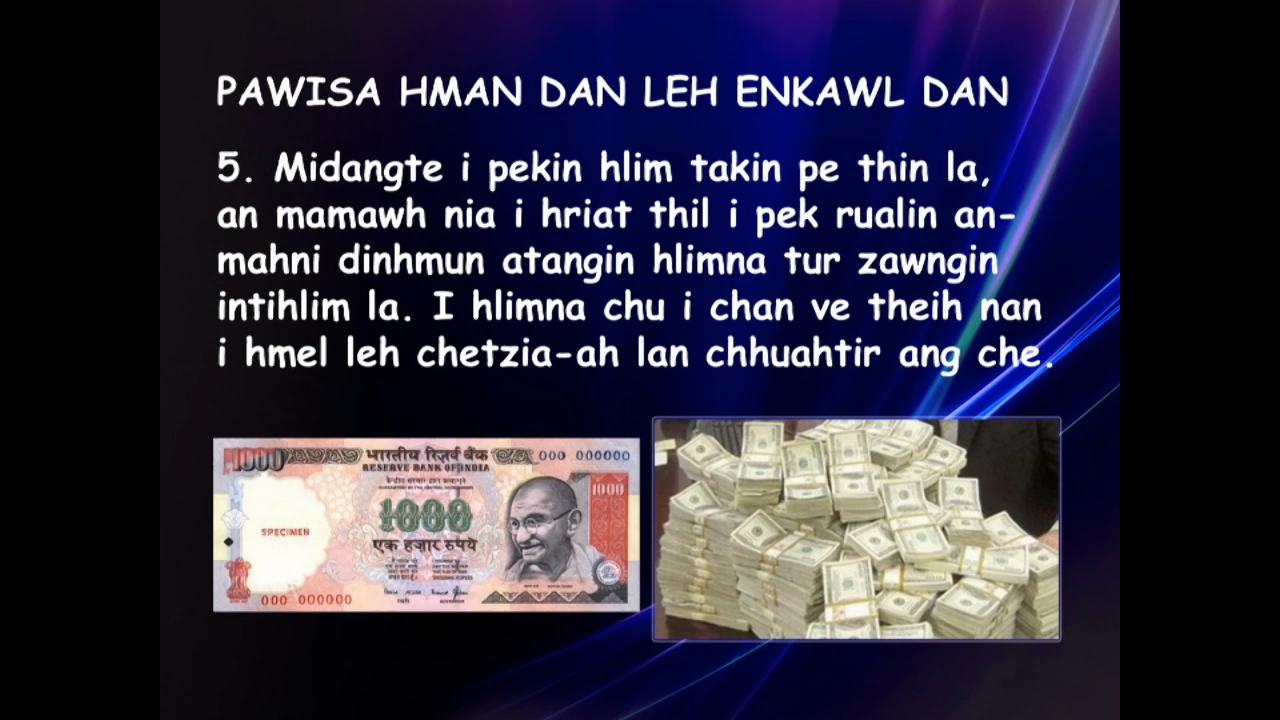 PAWISA HMAN DAN LEH ENKAWL DAN
5. Midangte i pekin hlim takin pe thin la,
an mamawh nia i hriat thil i pek rualin an-
mahni dinhmun atangin hlimna tur zawngin
intihlim la. I hlimna chu i chan ve theih nan
i hmel leh chetzia-ah lan chhuahtir ang che.
1000
भारतीय रिज़र्व बैंक
000 000000
RESERVE BANK OF INDIA
1000
1000
SPECIMEN
एक हज़ार रुपये
000 000000